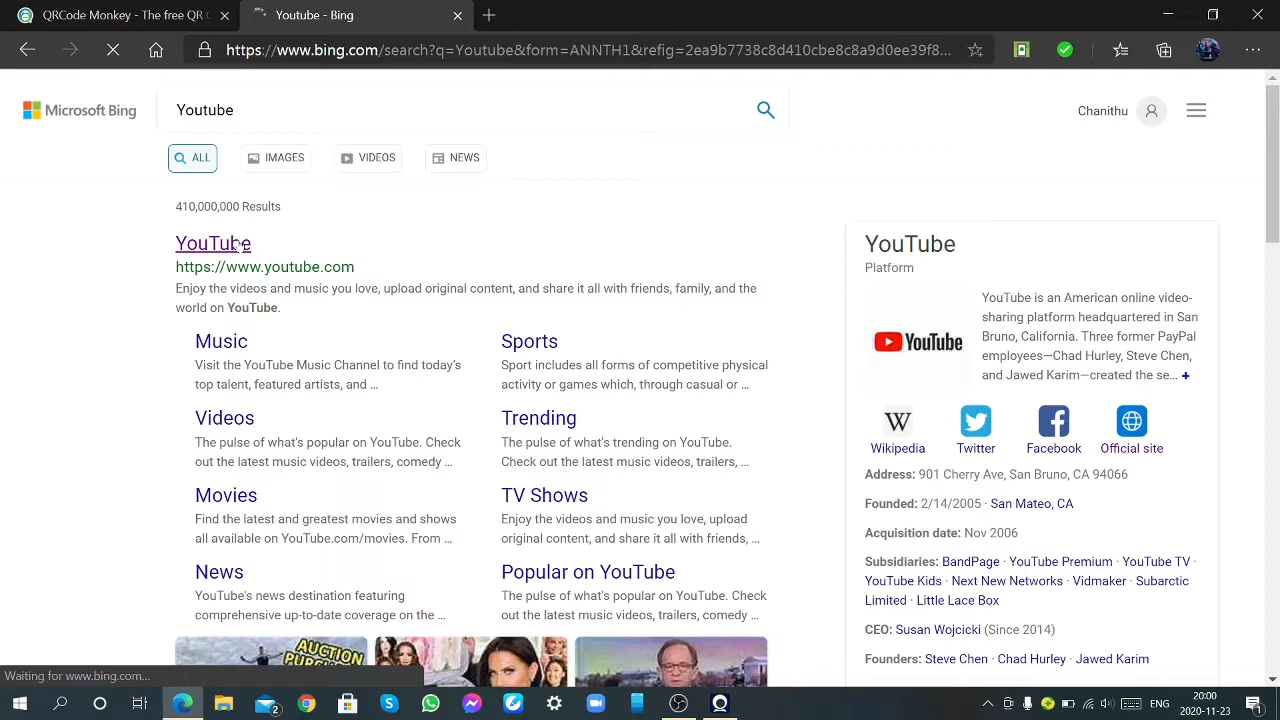 QRCode Monkey - The free QR C
Youtube - Bing
https://www.bing.com/search?q=Youtube&form=ANNTH1&refig=2ea9b7738c8d410cbe8c8a9d0ee39f8...
Microsoft Bing
Youtube
Chanithu
ALL
IMAGES
VIDEOS
NEWS
410,000,000 Results
YouTube
https://www.youtube.com
Enjoy the videos and music you love, upload original content, and share it all with friends, family, and the
world on YouTube.
Music
Visit the YouTube Music Channel to find today's
top talent, featured artists, and ...
Sports
Sport includes all forms of competitive physical
activity or games which, through casual or ...
Videos
The pulse of what's popular on YouTube. Check
out the latest music videos, trailers, comedy ...
Trending
The pulse of what's trending on YouTube.
Check out the latest music videos, trailers, ...
Movies
Find the latest and greatest movies and shows
all available on YouTube.com/movies. From ...
TV Shows
Enjoy the videos and music you love, upload
original content, and share it all with friends, ...
News
YouTube's news destination featuring
comprehensive up-to-date coverage on the ...
Popular on YouTube
The pulse of what's popular on YouTube. Check
out the latest music videos, trailers, comedy ...
AUCTION
YouTube
Platform
YouTube
YouTube is an American online video-
sharing platform headquartered in San
Bruno, California. Three former PayPal
employees—Chad Hurley, Steve Chen,
and Jawed Karim—created the se... +
W
Wikipedia
Twitter
Facebook
Official site
Address: 901 Cherry Ave, San Bruno, CA 94066
Founded: 2/14/2005 · San Mateo, CA
Acquisition date: Nov 2006
Subsidiaries: BandPage · YouTube Premium · YouTube TV ·
YouTube Kids · Next New Networks · Vidmaker · Subarctic
Limited · Little Lace Box
CEO: Susan Wojcicki (Since 2014)
Founders: Steve Chen · Chad Hurley · Jawed Karim
Waiting for www.bing.com...
2
ENG
20:00
2020-11-23
1